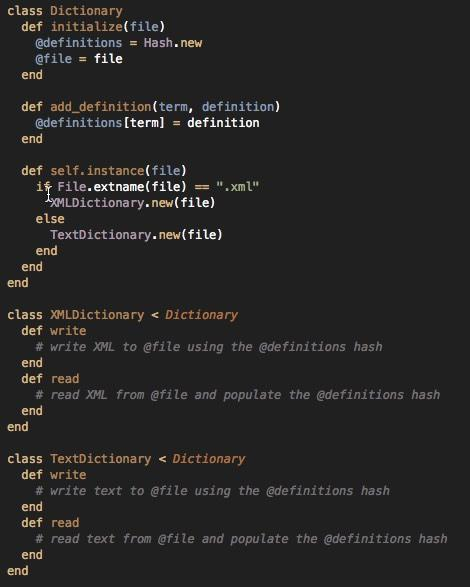 class Dictionary
  def initialize(file)
    @definitions = Hash.new
    @file = file
  end

  def add_definition(term, definition)
    @definitions[term] = definition
  end

  def self.instance(file)
    if File.extname(file) == ".xml"
      XMLDictionary.new(file)
    else
      TextDictionary.new(file)
    end
  end
end

class XMLDictionary < Dictionary
  def write
    # write XML to @file using the @definitions hash
  end
  def read
    # read XML from @file and populate the @definitions hash
  end
end

class TextDictionary < Dictionary
  def write
    # write text to @file using the @definitions hash
  end
  def read
    # read text from @file and populate the @definitions hash
  end
end